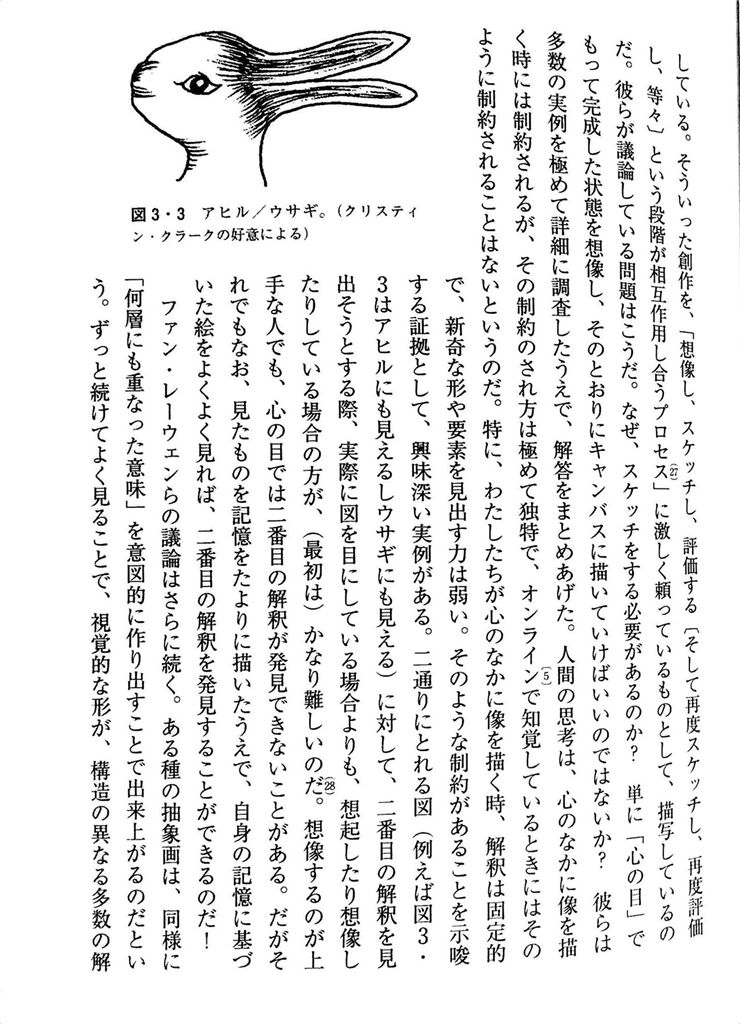 している。そういった創作を、「想像し、スケッチし、評価する〔そして再度スケッチし、再度評価
し、等々〕という段階が相互作用し合うプロセス(27)」に激しく頼っているものとして、描写しているの
だ。彼らが議論している問題はこうだ。なぜ、スケッチをする必要があるのか？　単に「心の目」で
もって完成した状態を想像し、そのとおりにキャンバスに描いていけばいいのではないか？　彼らは
多数の実例を極めて詳細に調査したうえで、解答をまとめあげた。人間の思考は、心のなかに像を描
く時には制約されるが、その制約のされ方は極めて独特で、オンライン〔5〕で知覚しているときにはその
ように制約されることはないというのだ。特に、わたしたちが心のなかに像を描く時、解釈は固定的
で、新奇な形や要素を見出す力は弱い。そのような制約があることを示唆
する証拠として、興味深い実例がある。二通りにとれる図（例えば図3・
3はアヒルにも見えるしウサギにも見える）に対して、二番目の解釈を見
出そうとする際、実際に図を目にしている場合よりも、想起したり想像し
たりしている場合の方が、（最初は）かなり難しいのだ(28)。想像するのが上
手な人でも、心の目では二番目の解釈が発見できないことがある。だがそ
れでもなお、見たものを記憶をたよりに描いたうえで、自身の記憶に基づ
いた絵をよくよく見れば、二番目の解釈を発見することができるのだ！
　ファン・レーウェンらの議論はさらに続く。ある種の抽象画は、同様に
「何層にも重なった意味」を意図的に作り出すことで出来上がるのだとい
う。ずっと続けてよく見ることで、視覚的な形が、構造の異なる多数の解
図3・3　アヒル／ウサギ。（クリスティ
ン・クラークの好意による）